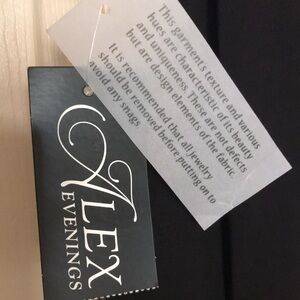 This garment's texture and various
hues are characteristic of its beauty
and uniqueness. These are not defects
but are design elements of the fabric
It is recommended that all jewelry
should be removed before putting on to
avoid any snags
ALEX
EVENINGS